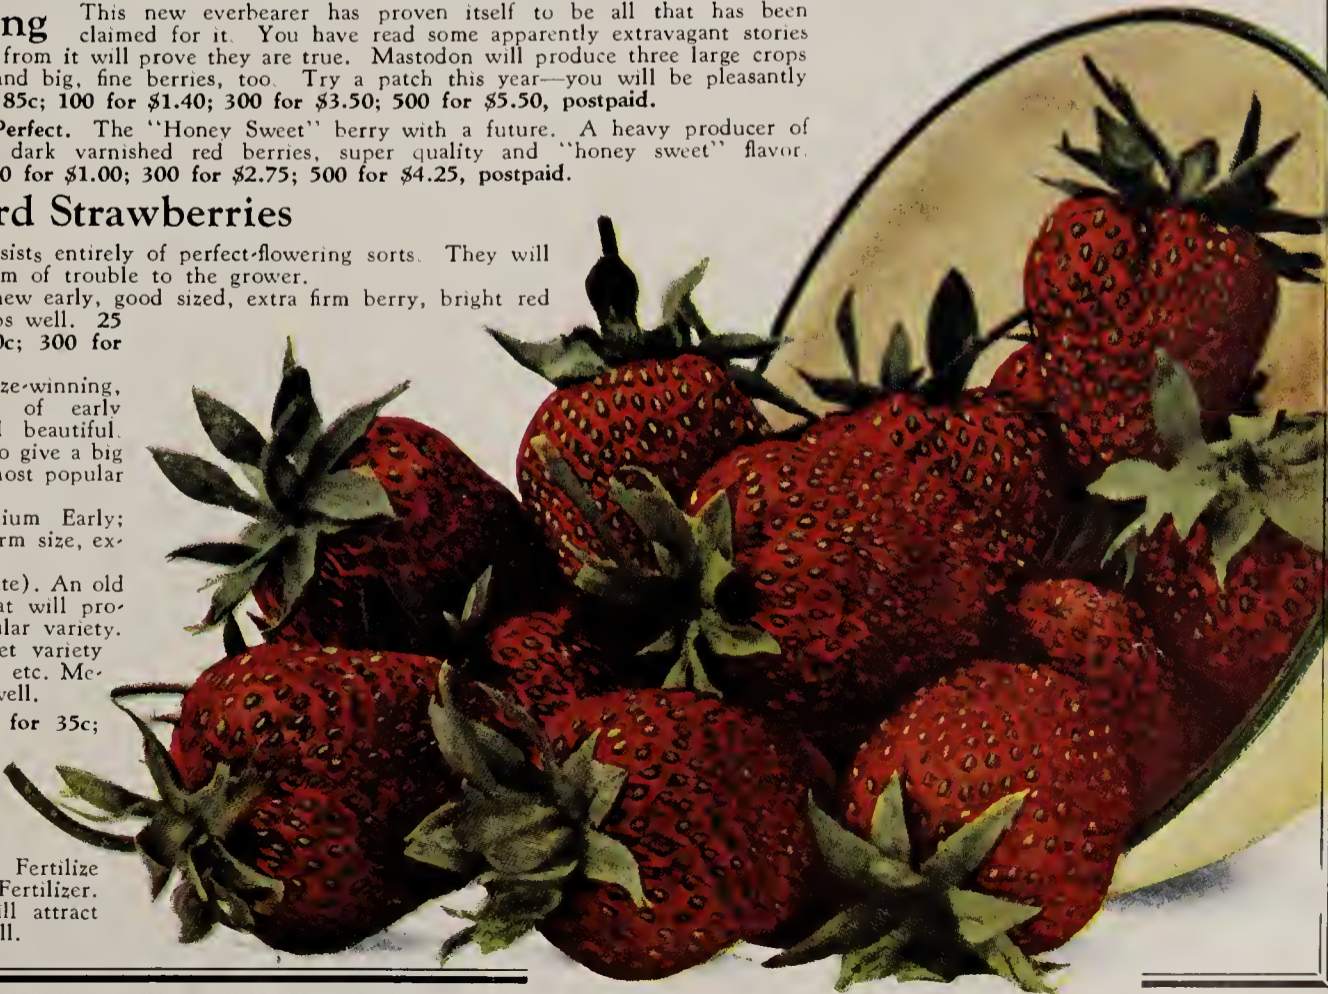 ng This new everbearer has proven itself to be all that has been
claimed for it. You have read some apparently extravagant stories
from it will prove they are true. Mastodon will produce three large crops
and big, fine berries, too. Try a patch this year—you will be pleasantly
85c; 100 for $1.40; 300 for $3.50; 500 for $5.50, postpaid.
Perfect. The "Honey Sweet" berry with a future. A heavy producer of
dark varnished red berries, super quality and "honey sweet" flavor.
0 for $1.00; 300 for $2.75; 500 for $4.25, postpaid.
rd Strawberries
sists entirely of perfect-flowering sorts. They will
m of trouble to the grower.
new early, good sized, extra firm berry, bright red
ps well. 25
0c; 300 for
ze-winning,
of early
l beautiful.
o give a big
most popular
ium Early;
rm size, ex-
te). An old
at will pro-
ular variety.
et variety
etc. Me-
well.
for 35c;
Fertilize
Fertilizer.
ll attract
ll.